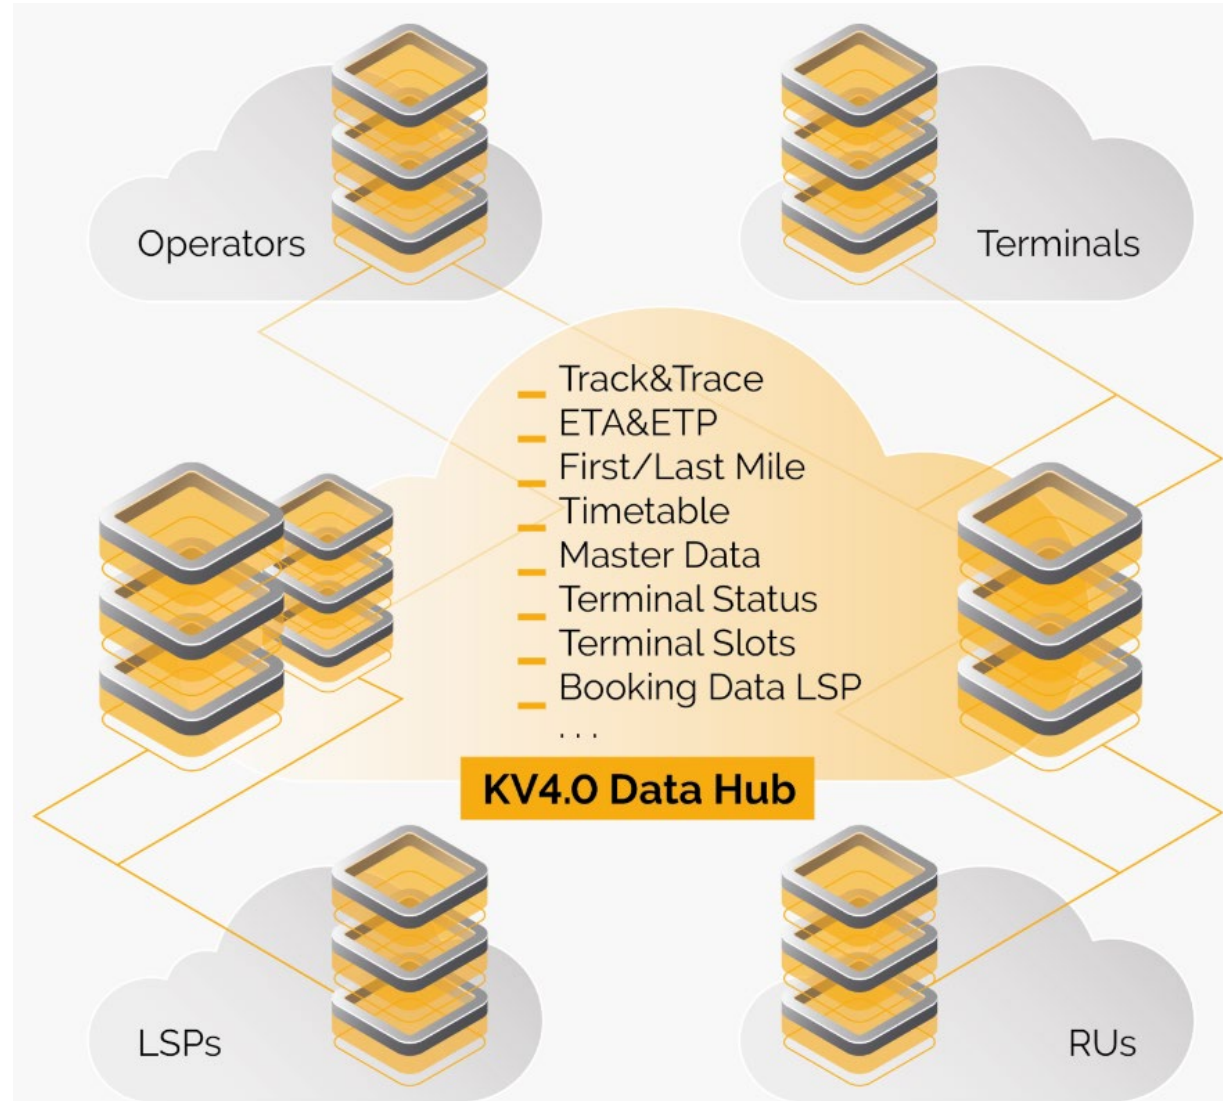 Operators
Terminals
Track&Trace
ETA&ETP
First/Last Mile
Timetable
Master Data
Terminal Status
Terminal Slots
Booking Data LSP
...
KV4.0 Data Hub
LSPs
RUs